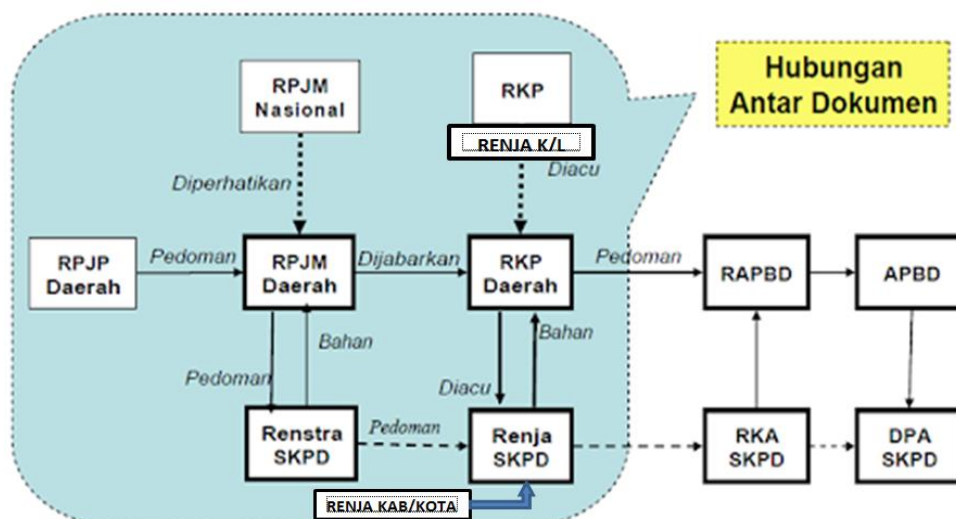 Hubungan
Antar Dokumen
RPJM
Nasional
RKP
RENJA K/L
Diperhatikan
Diacu
RPJP
Daerah
Pedoman
RPJM
Daerah
Dijabarkan
RKP
Daerah
Pedoman
RAPBD
APBD
Bahan
Pedoman
Bahan
Diacu
Renstra
SKPD
Pedoman
Renja
SKPD
RKA
SKPD
DPA
SKPD
RENJA KAB/KOTA